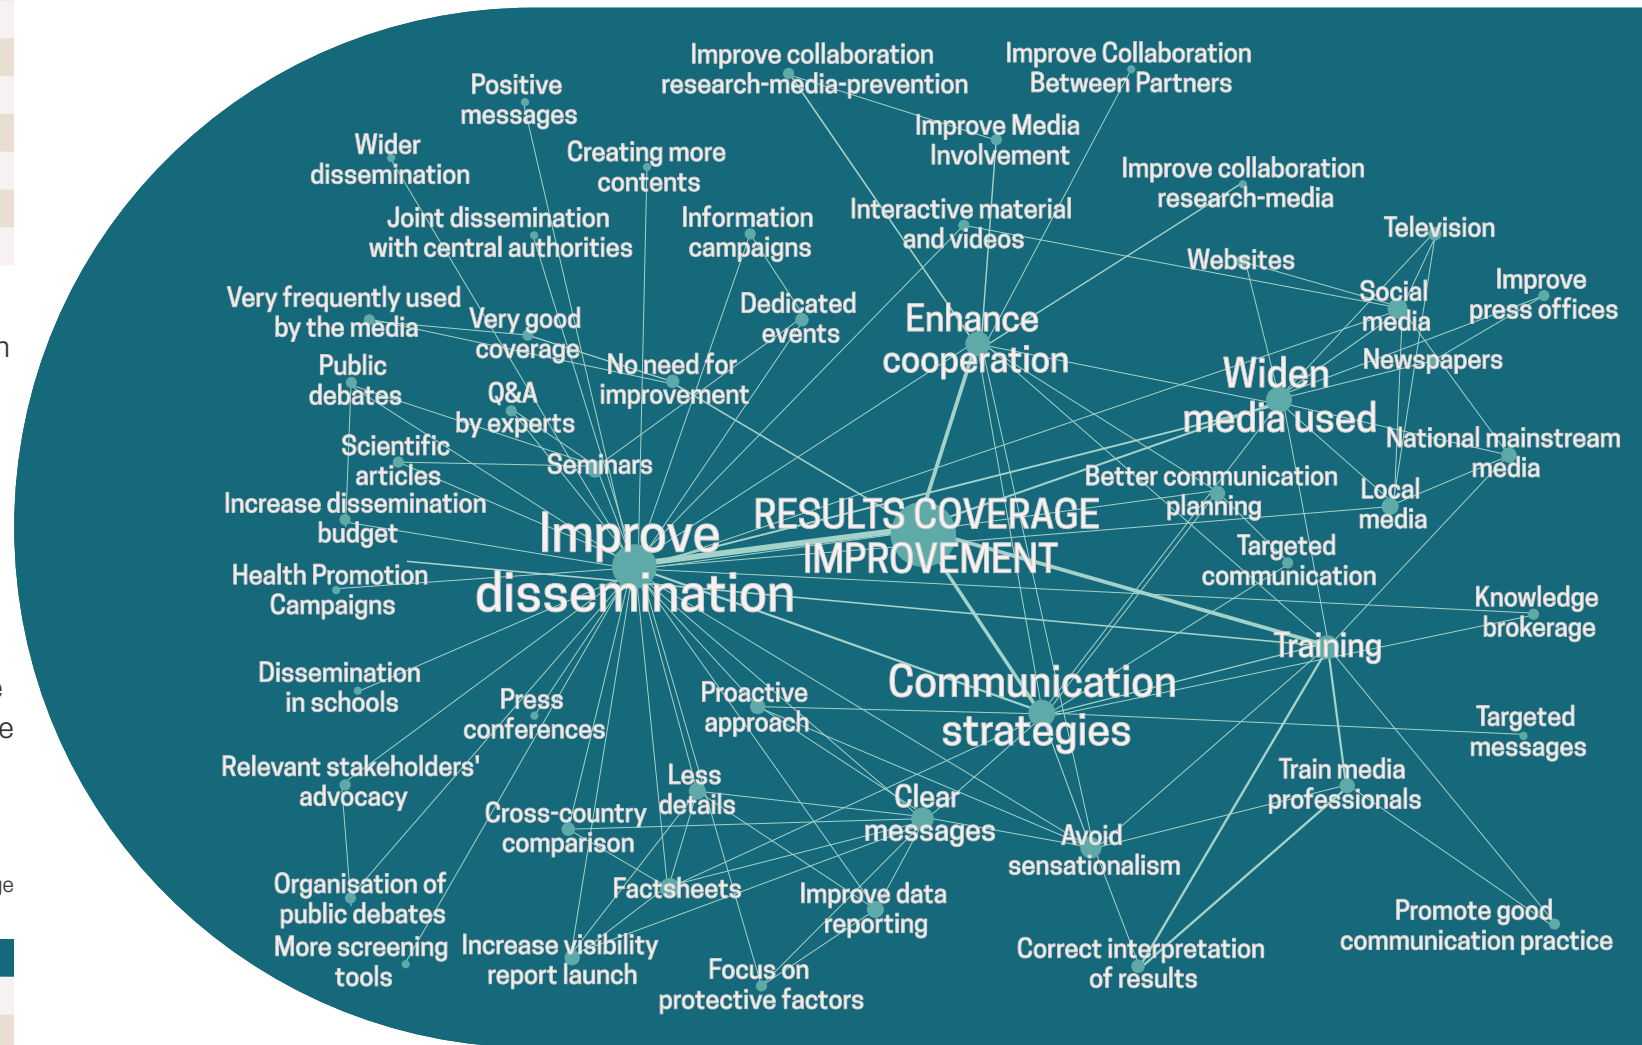 Improve collaboration
research-media-prevention
Improve Collaboration
Between Partners
Positive
messages
Improve Media
Involvement
Wider
dissemination
Creating more
contents
Improve collaboration
research-media
Joint dissemination
with central authorities
Information
campaigns
Interactive material
and videos
Television
Websites
Improve
press offices
Social
media
Very frequently used
by the media
Very good
coverage
Dedicated
events
Enhance
cooperation
Newspapers
Public
debates
No need for
improvement
Widen
media used
Q&A
by experts
Scientific
articles
Seminars
National mainstream
media
Better communication
planning
Local
media
Increase dissemination
budget
Improve
dissemination
RESULTS COVERAGE
IMPROVEMENT
Targeted
communication
Health Promotion
Campaigns
Knowledge
brokerage
Training
Dissemination
in schools
Press
conferences
Proactive
approach
Communication
strategies
Targeted
messages
Relevant stakeholders'
advocacy
Less
details
Train media
professionals
Cross-country
comparison
Clear
messages
Avoid
sensationalism
Organisation of
public debates
Factsheets
Improve data
reporting
Promote good
communication practice
More screening
tools
Increase visibility
report launch
Focus on
protective factors
Correct interpretation
of results